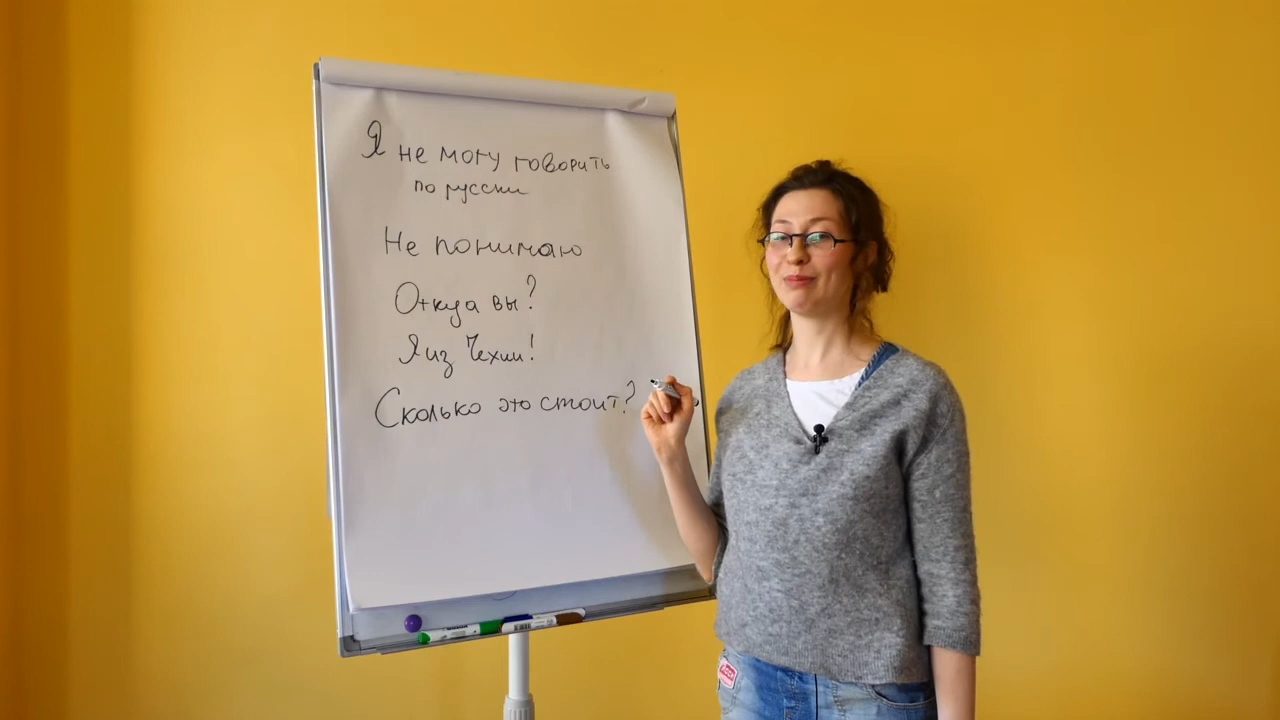 Я не могу говорить
по русски
Не понимаю
Откуда вы?
Я из Чехии!
Сколько это стоит?